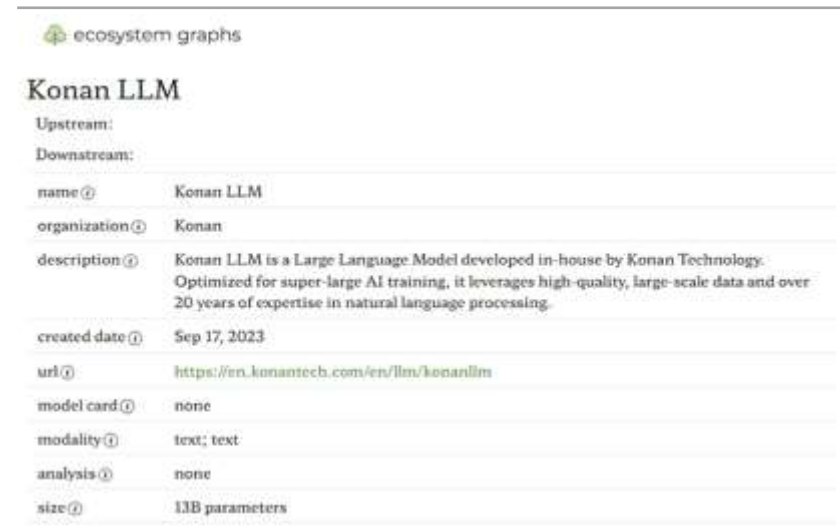 ecosystem graphs
Konan LLM
Upstream:
Downstream:
name Konan LLM
organization Konan
description Konan LLM is a Large Language Model developed in-house by Konan Technology.
Optimized for super-large AI training, it leverages high-quality, large-scale data and over
20 years of expertise in natural language processing.
created date Sep 17, 2023
url https://en.konantech.com/en/llm/konanllm
model card none
modality text; text
analysis none
size 13B parameters